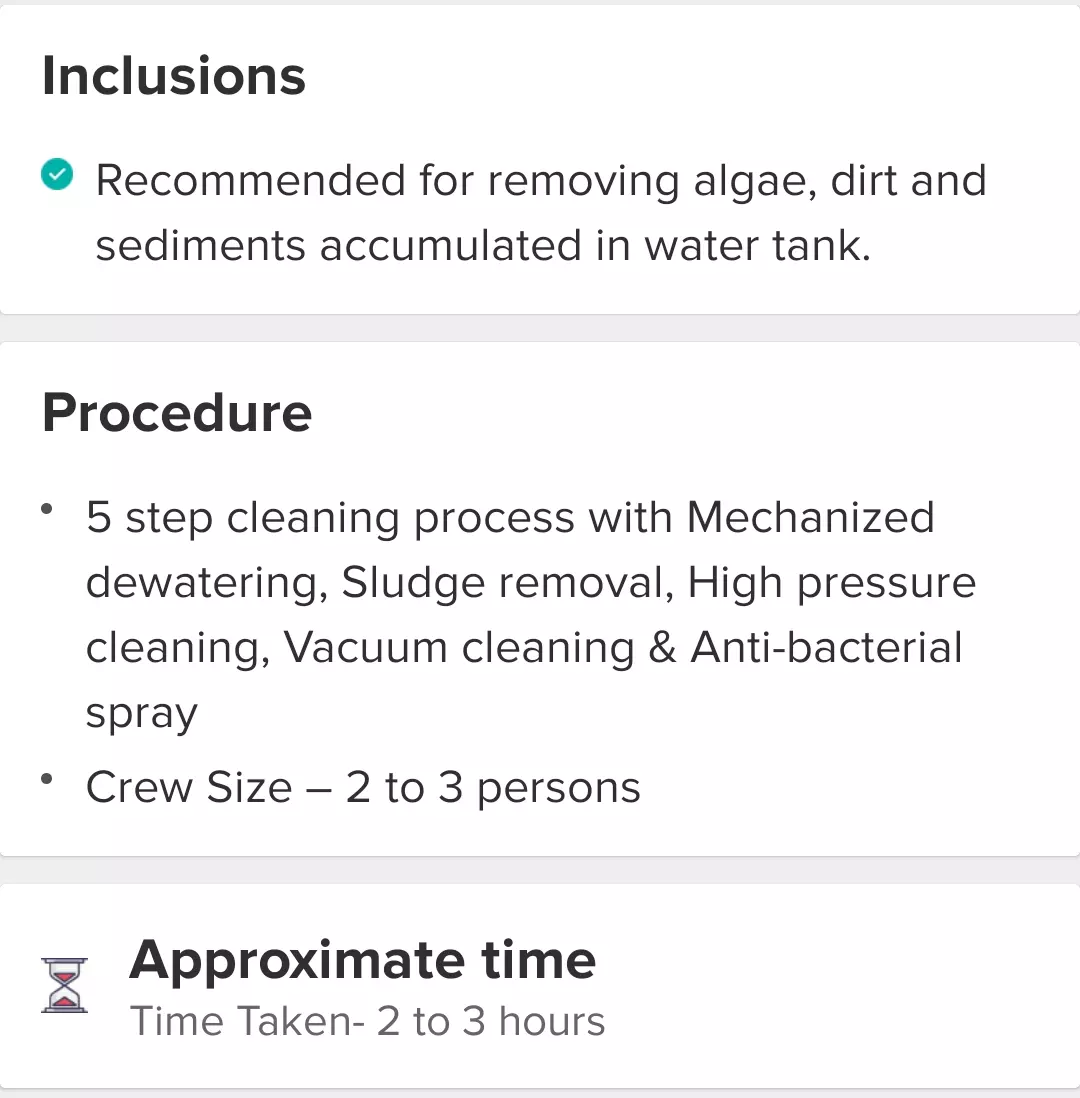 Inclusions
Recommended for removing algae, dirt and
sediments accumulated in water tank.
Procedure
• 5 step cleaning process with Mechanized
dewatering, Sludge removal, High pressure
cleaning, Vacuum cleaning & Anti-bacterial
spray
• Crew Size – 2 to 3 persons
Approximate time
Time Taken- 2 to 3 hours